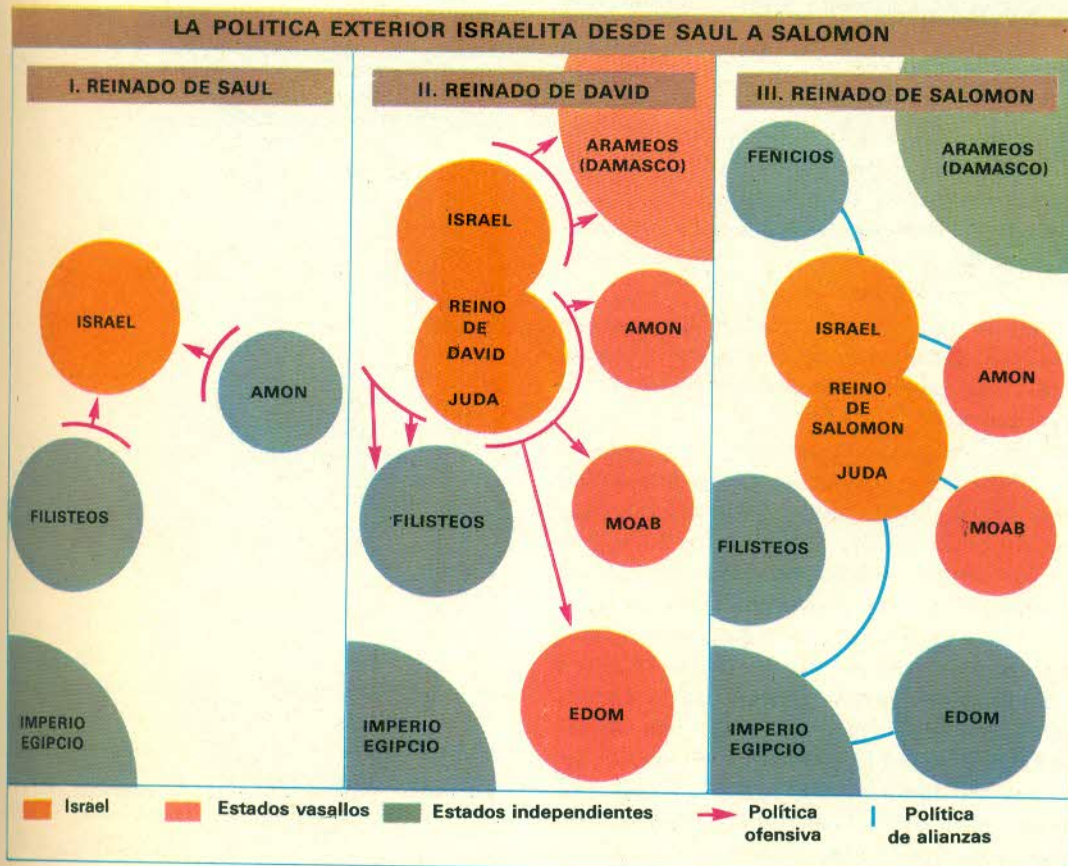 LA POLITICA EXTERIOR ISRAELITA DESDE SAUL A SALOMON
I. REINADO DE SAUL
ISRAEL
AMON
FILISTEOS
IMPERIO
EGIPCIO
II. REINADO DE DAVID
ARAMEOS
(DAMASCO)
ISRAEL
REINO
DE
DAVID
JUDA
AMON
FILISTEOS
MOAB
EDOM
IMPERIO
EGIPCIO
III. REINADO DE SALOMON
FENICIOS
ARAMEOS
(DAMASCO)
ISRAEL
AMON
REINO
DE
SALOMON
JUDA
MOAB
FILISTEOS
EDOM
IMPERIO
EGIPCIO
Israel
Estados vasallos
Estados independientes
Política
ofensiva
Política
de alianzas